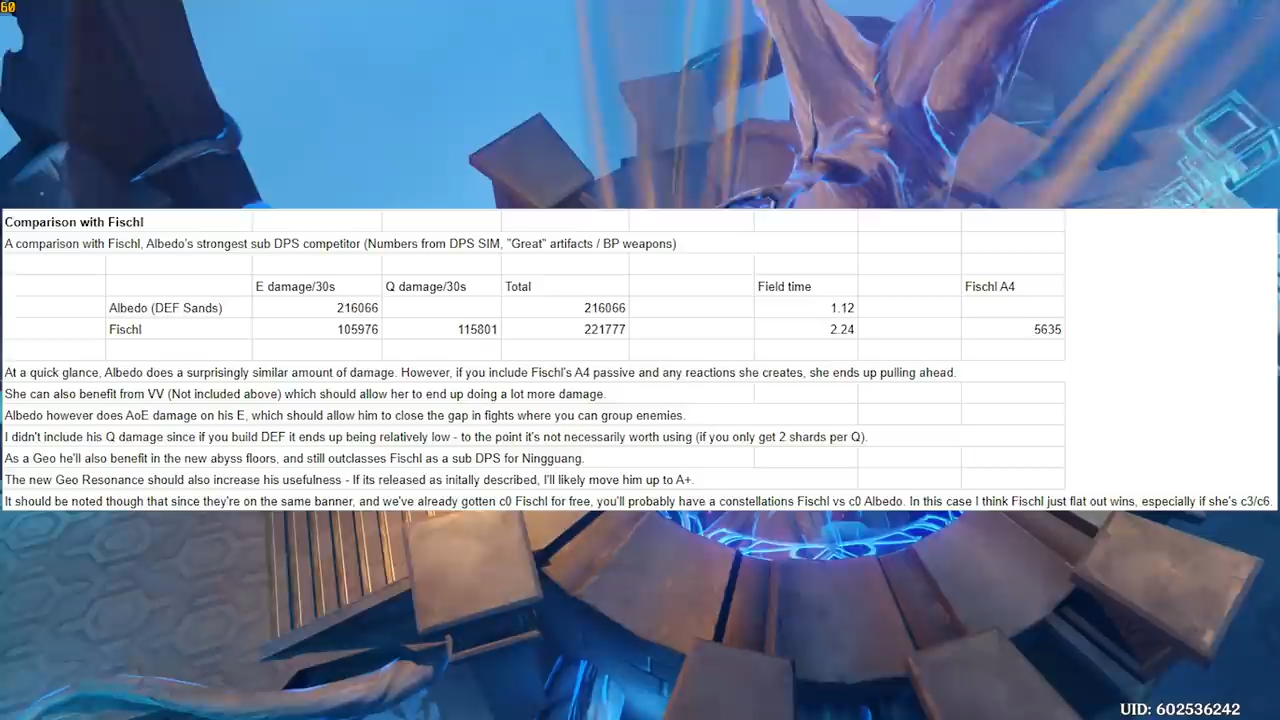 60
Comparison with Fischl
A comparison with Fischl, Albedo's strongest sub DPS competitor (Numbers from DPS SIM, "Great" artifacts / BP weapons)
E damage/30s Q damage/30s Total Field time Fischl A4
Albedo (DEF Sands) 216066 216066 1.12
Fischl 105976 115801 221777 2.24 5635
At a quick glance, Albedo does a surprisingly similar amount of damage. However, if you include Fischl's A4 passive and any reactions she creates, she ends up pulling ahead.
She can also benefit from VV (Not included above) which should allow her to end up doing a lot more damage.
Albedo however does AoE damage on his E, which should allow him to close the gap in fights where you can group enemies.
I didn't include his Q damage since if you build DEF it ends up being relatively low - to the point it's not necessarily worth using (if you only get 2 shards per Q).
As a Geo he'll also benefit in the new abyss floors, and still outclasses Fischl as a sub DPS for Ningguang.
The new Geo Resonance should also increase his usefulness - If its released as initally described, I'll likely move him up to A+.
It should be noted though that since they're on the same banner, and we've already gotten c0 Fischl for free, you'll probably have a constellations Fischl vs c0 Albedo. In this case I think Fischl just flat out wins, especially if she's c3/c6.
UID: 602536242